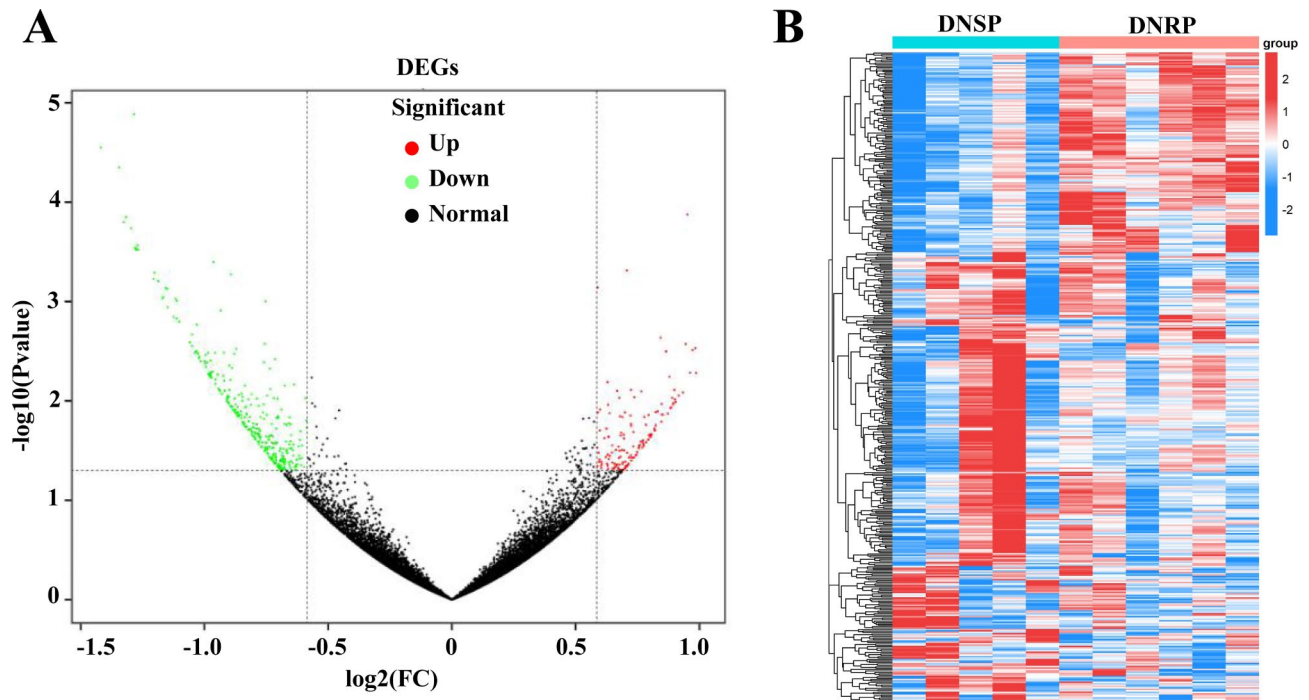 A
DEGs
Significant
Up
Down
Normal
-log10(Pvalue)
5
4
3
2
1
0
-1.5
-1.0
-0.5
0
0.5
1.0
log2(FC)
B
DNSP
DNRP
group
2
1
0
-1
-2